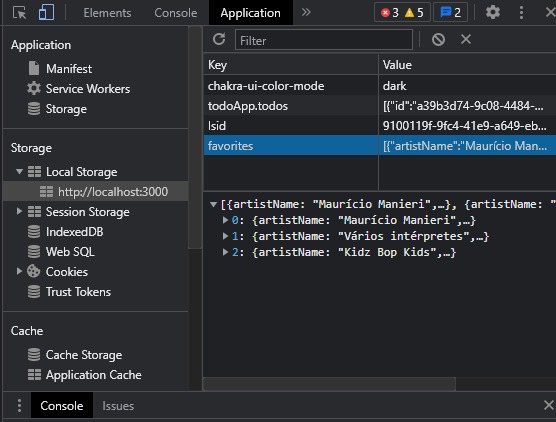 Elements Console Application » 3 5 2
Application
Manifest
Service Workers
Storage
Storage
Local Storage
http://localhost:3000
Session Storage
IndexedDB
Web SQL
Cookies
Trust Tokens
Cache
Cache Storage
Application Cache
Filter
Key Value
chakra-ui-color-mode dark
todoApp.todos [{"id":"a39b3d74-9c08-4484-...
lsid 9100119f-9fc4-41e9-a649-eb...
favorites [{"artistName":"Maurício Man...
[{artistName: "Maurício Manieri",…}, {artistName: "
0: {artistName: "Maurício Manieri",…}
1: {artistName: "Vários intérpretes",…}
2: {artistName: "Kidz Bop Kids",…}
Console Issues